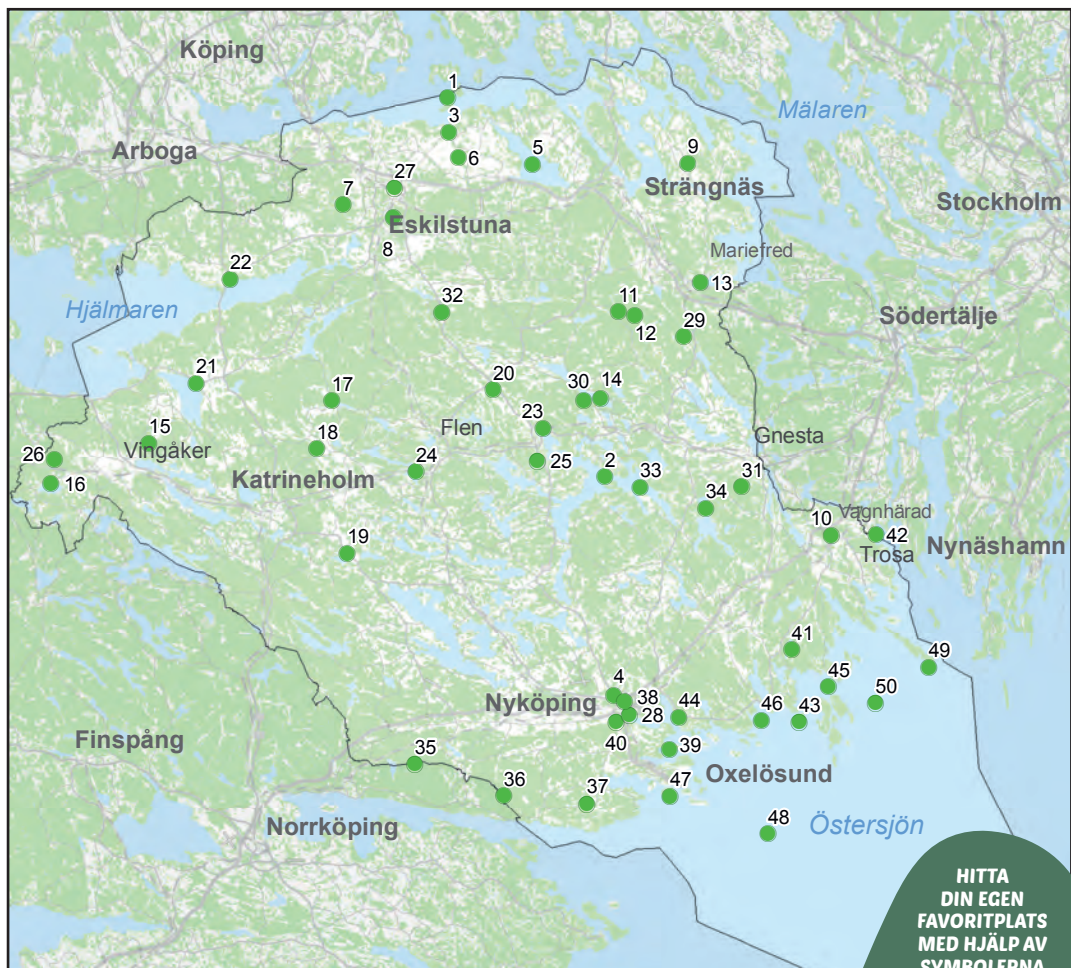 Köping
1
Mälaren
3
Arboga
6
5
9
27
Strängnäs
7
Stockholm
Eskilstuna
8
Mariefred
22
13
Hjälmaren
32
11
12
Södertälje
29
21
17
20
30
14
23
Flen
15
Vingåker
Gnesta
18
26
24
25
2
Katrineholm
33
31
16
34
10
Vagnhärad
42
Trosa
Nynäshamn
19
41
49
45
4
50
Nyköping
38
44
46
43
28
Finspång
40
39
35
Oxelösund
36
37
47
48
Östersjön
Norrköping
HITTA
DIN EGEN
FAVORITPLATS
MED HJÄLP AV
SYMBOLERNA